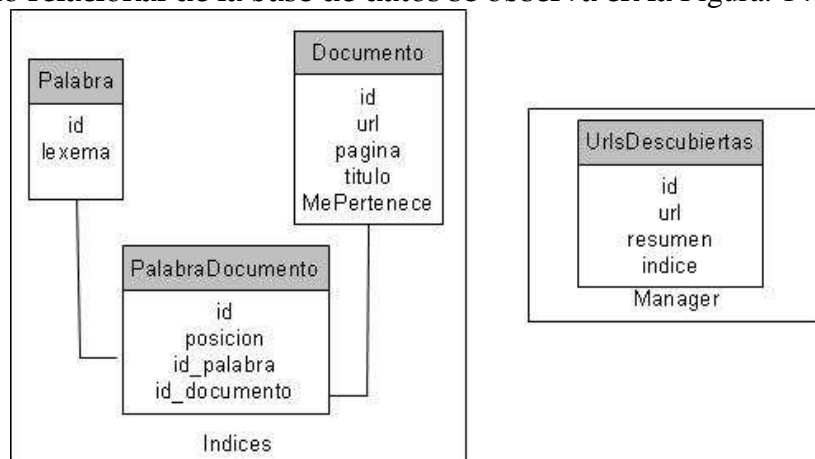 relacional de la base de datos se observa en la Figura. 14
Palabra
id
lexema
Documento
id
url
pagina
titulo
MePertenece
PalabraDocumento
id
posicion
id_palabra
id_documento
Indices
UrlsDescubiertas
id
url
resumen
indice
Manager